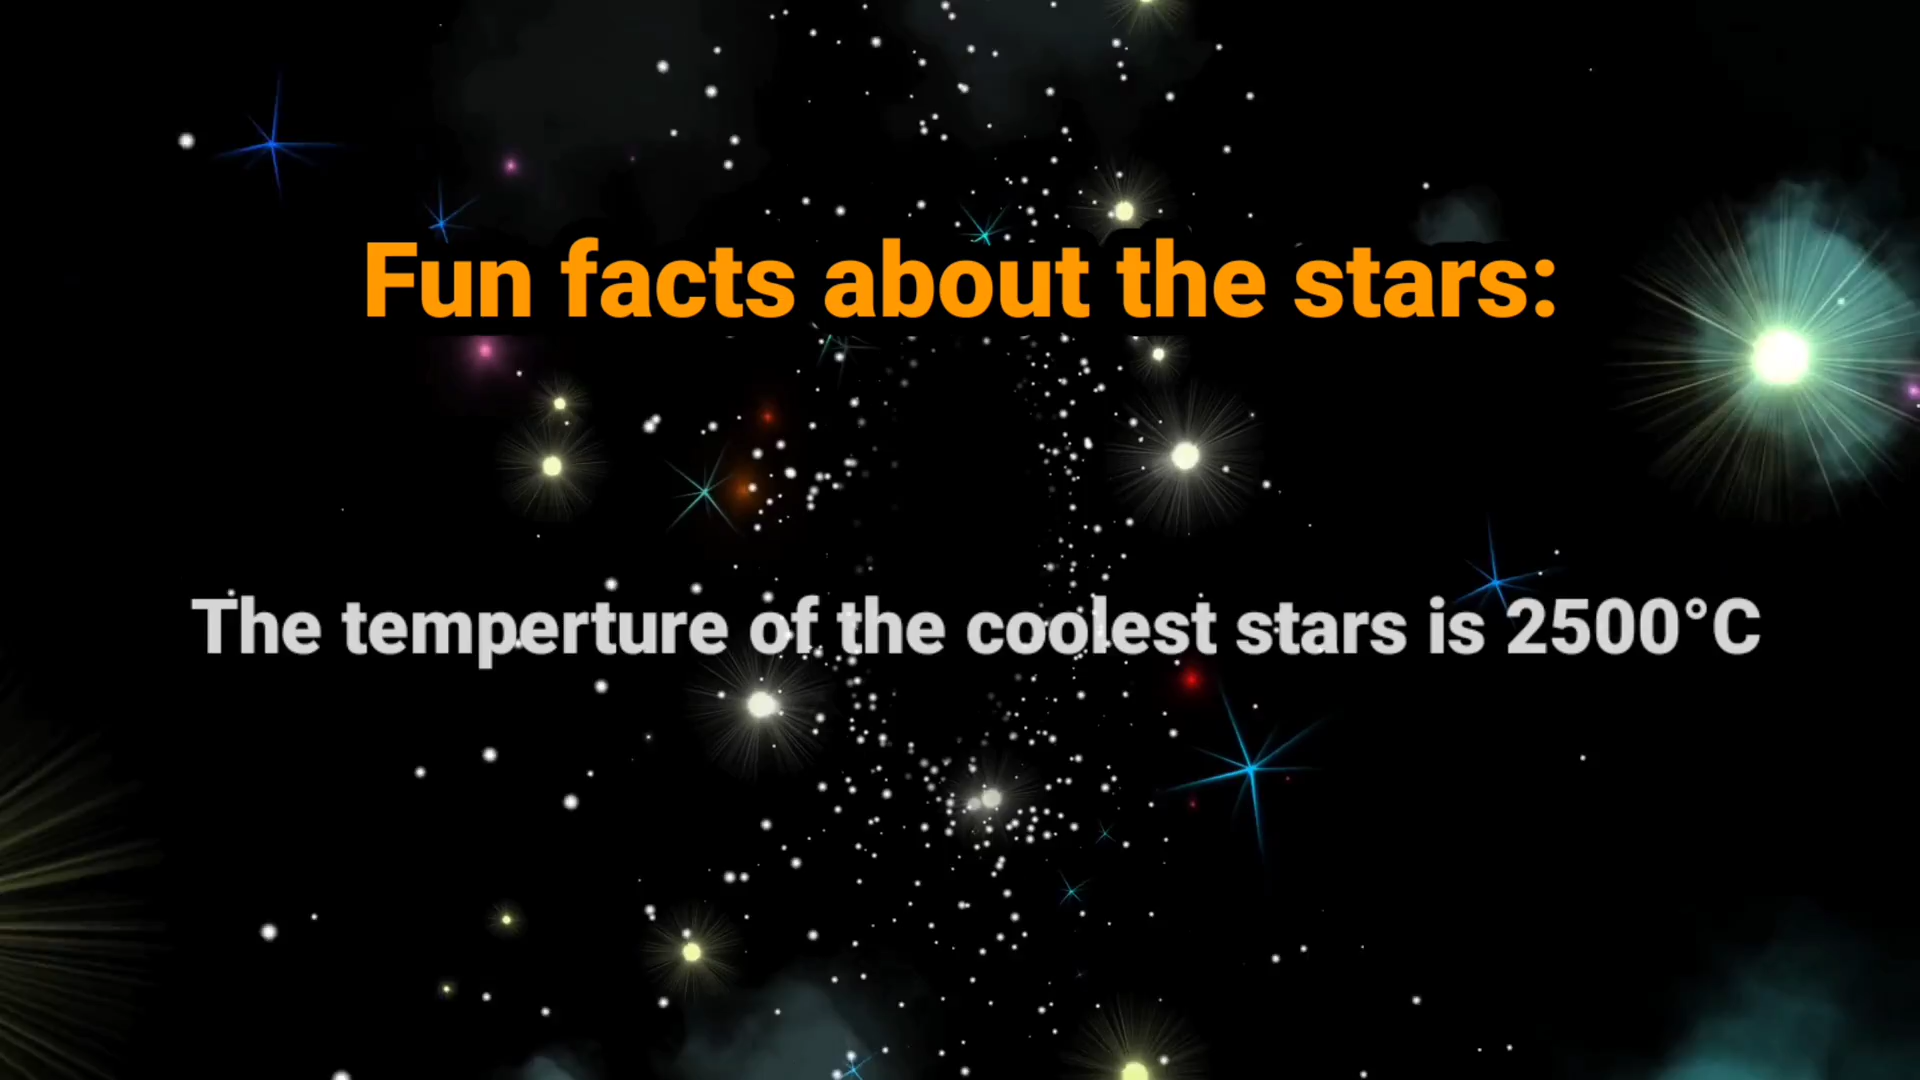 Fun facts about the stars:
The temperture of the coolest stars is 2500°C